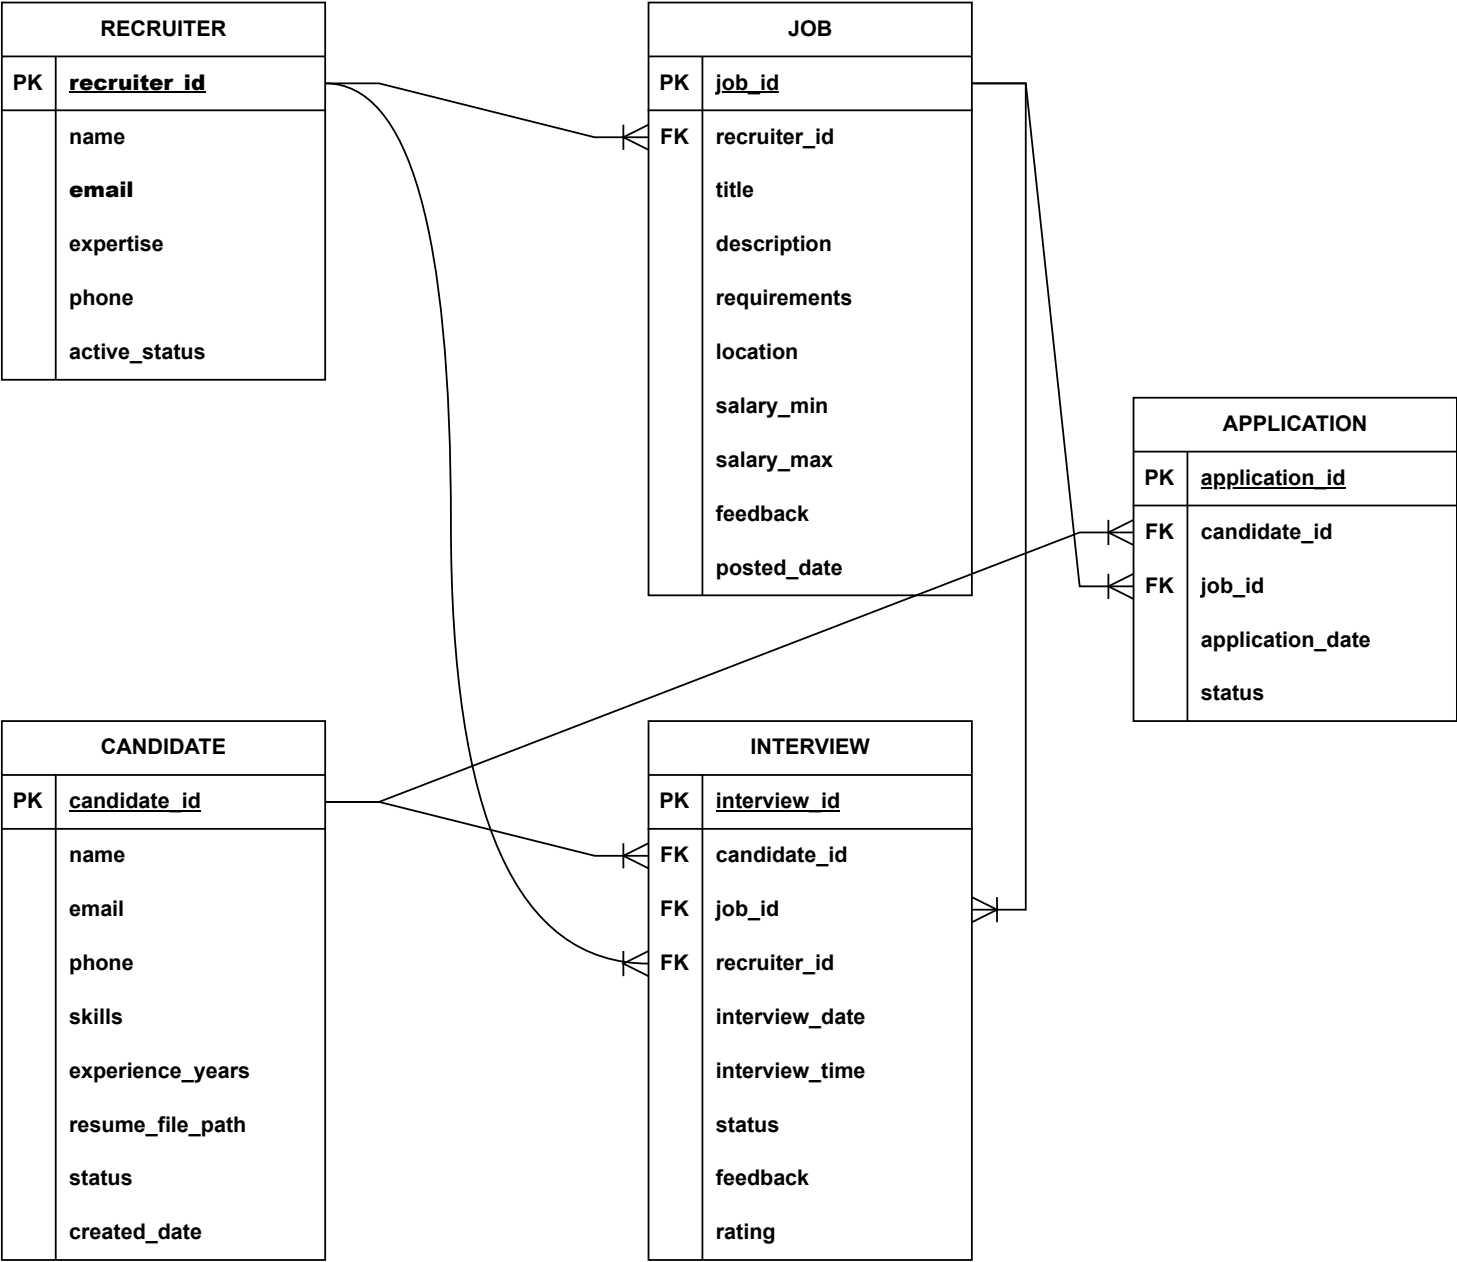 RECRUITER
PK recruiter_id
name
email
expertise
phone
active_status
JOB
PK job_id
FK recruiter_id
title
description
requirements
location
salary_min
salary_max
feedback
posted_date
APPLICATION
PK application_id
FK candidate_id
FK job_id
application_date
status
CANDIDATE
PK candidate_id
name
email
phone
skills
experience_years
resume_file_path
status
created_date
INTERVIEW
PK interview_id
FK candidate_id
FK job_id
FK recruiter_id
interview_date
interview_time
status
feedback
rating